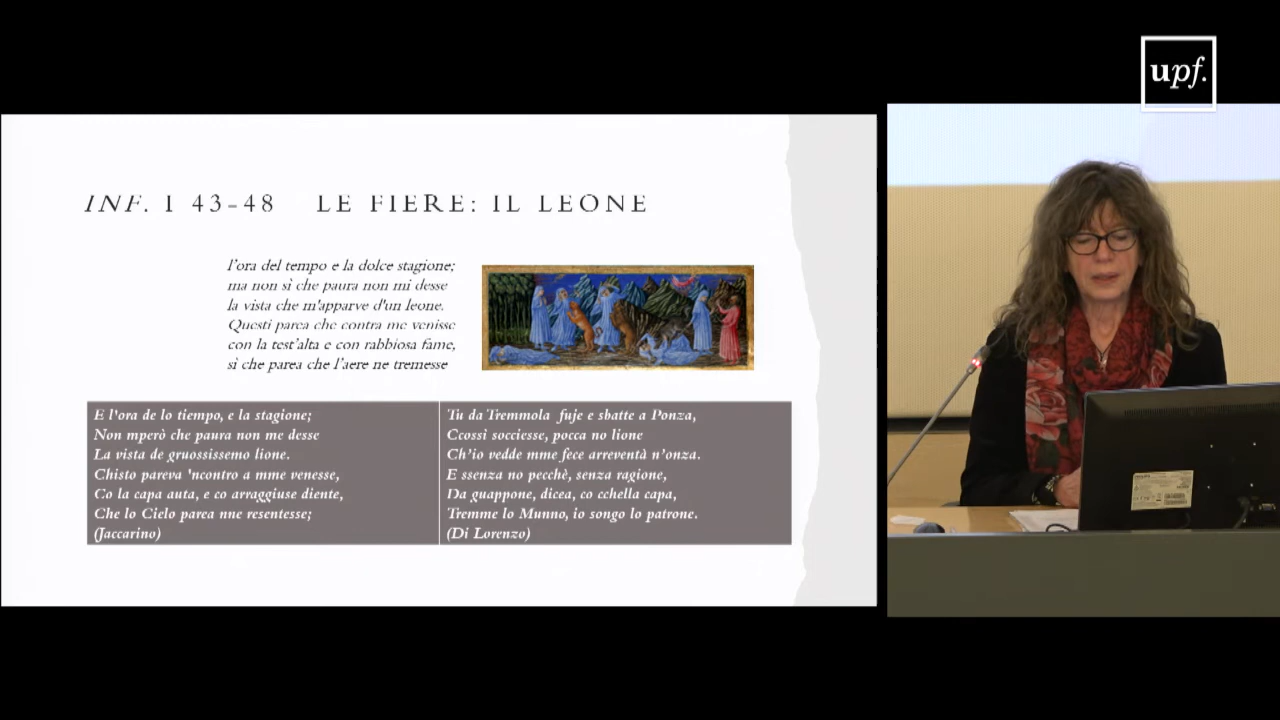 upf.
INF. I 43-48 LE FIERE: IL LEONE
l'ora del tempo e la dolce stagione;
ma non sì che paura non mi desse
la vista che m'apparve d'un leone.
Questi parea che contra me venisse
con la test'alta e con rabbiosa fame,
sì che parea che l'aere ne tremesse
E l'ora de lo tiempo, e la stagione;
Non mperò che paura non me desse
La vista de gruossissemo lione.
Chisto pareva 'ncontro a mme venesse,
Co la capa auta, e co arraggiuse diente,
Che lo Cielo parea nne resentesse;
(Jaccarino)
Tu da Tremmola fuje e sbatte a Ponza,
Ccossì socciesse, pocca no lione
Ch'io vedde mme fece arreventà n'onza.
E ssenza no pecchè, senza ragione,
Da guappone, dicea, co cchella capa,
Tremme lo Munno, io songo lo patrone.
(Di Lorenzo)